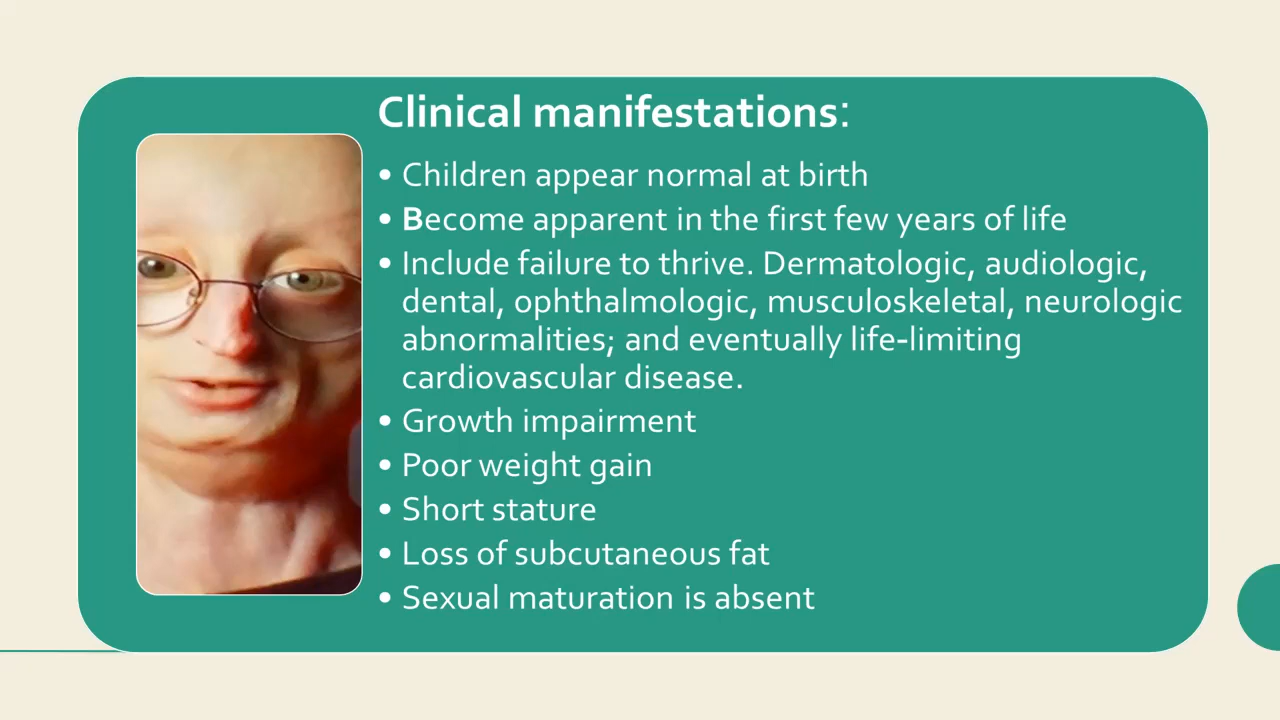 Clinical manifestations:
• Children appear normal at birth
• Become apparent in the first few years of life
• Include failure to thrive. Dermatologic, audiologic,
dental, ophthalmologic, musculoskeletal, neurologic
abnormalities; and eventually life-limiting
cardiovascular disease.
• Growth impairment
• Poor weight gain
• Short stature
• Loss of subcutaneous fat
• Sexual maturation is absent